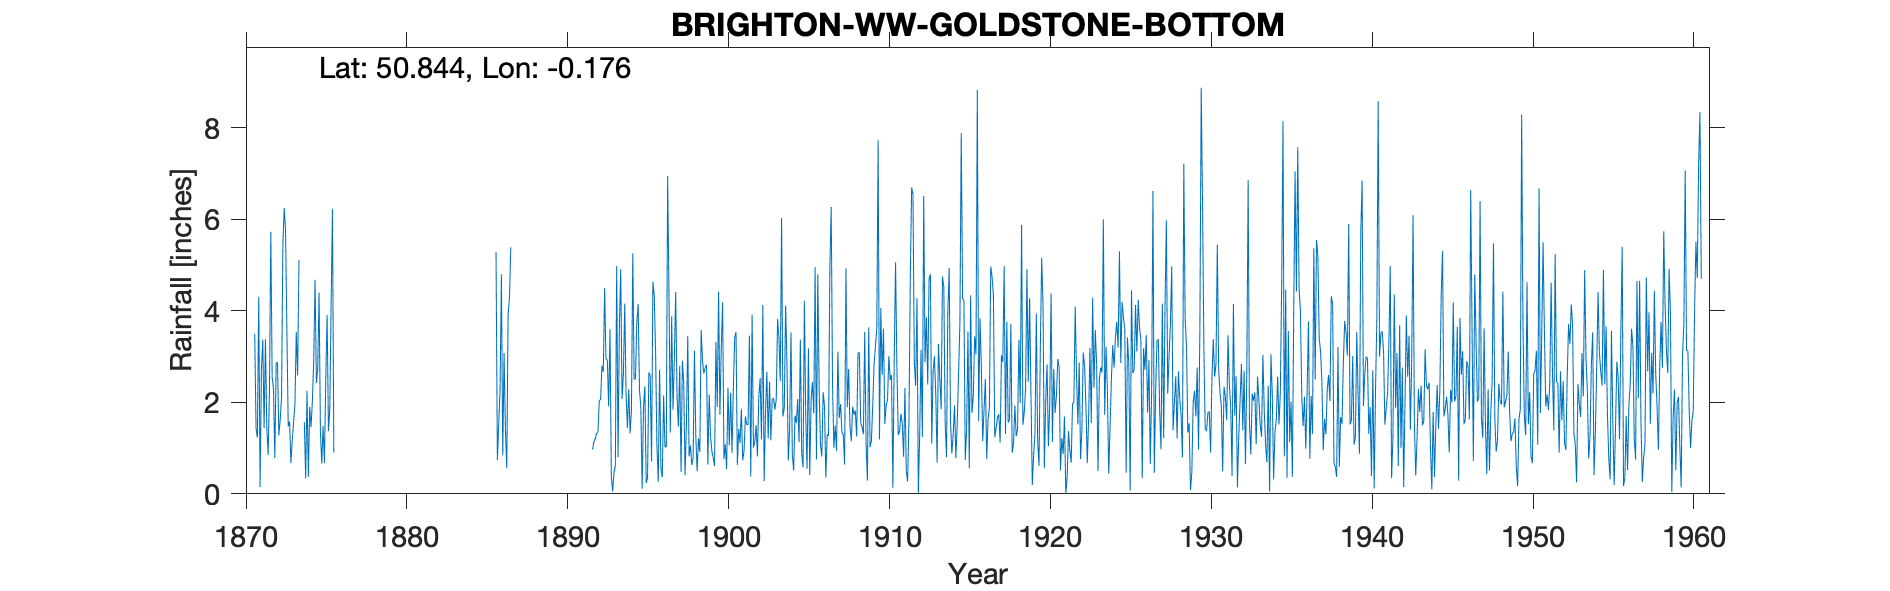 BRIGHTON-WW-GOLDSTONE-BOTTOM
Lat: 50.844, Lon: -0.176
Rainfall [inches]
8
6
4
2
0
1870 1880 1890 1900 1910 1920 1930 1940 1950 1960
Year